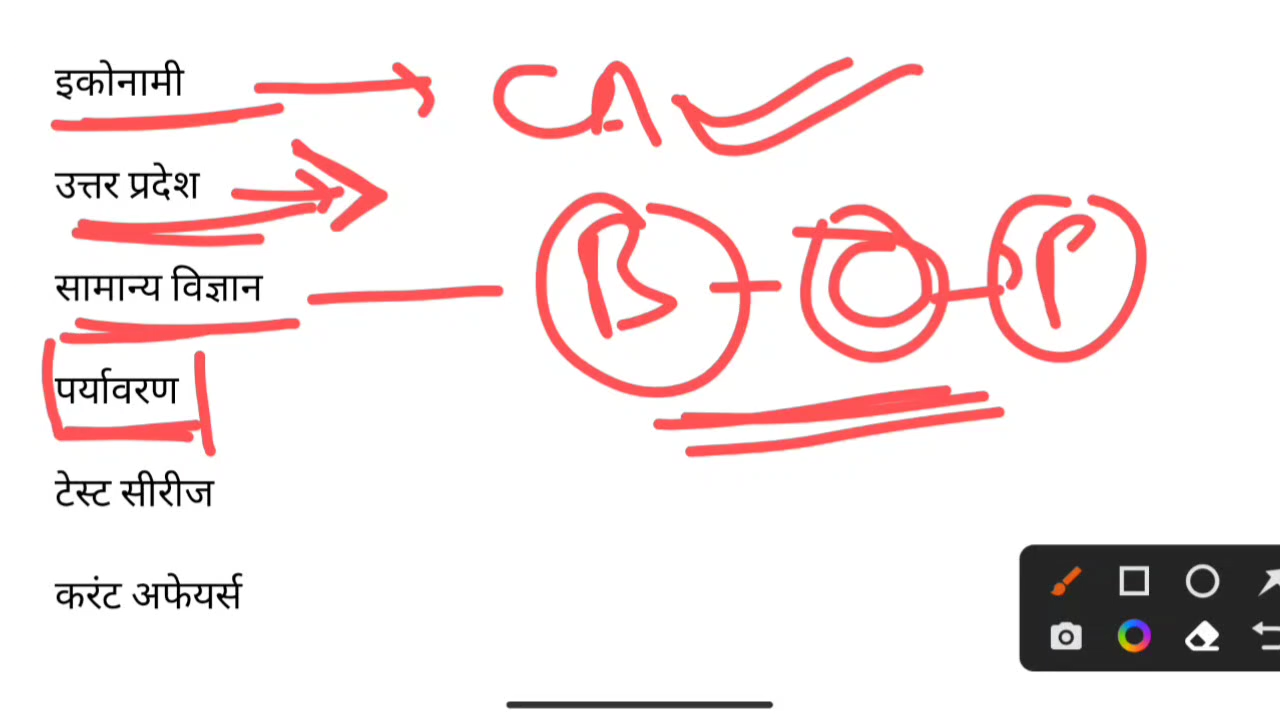 इकोनामी CA
उत्तर प्रदेश
सामान्य विज्ञान B - C - P
पर्यावरण
टेस्ट सीरीज
करंट अफेयर्स